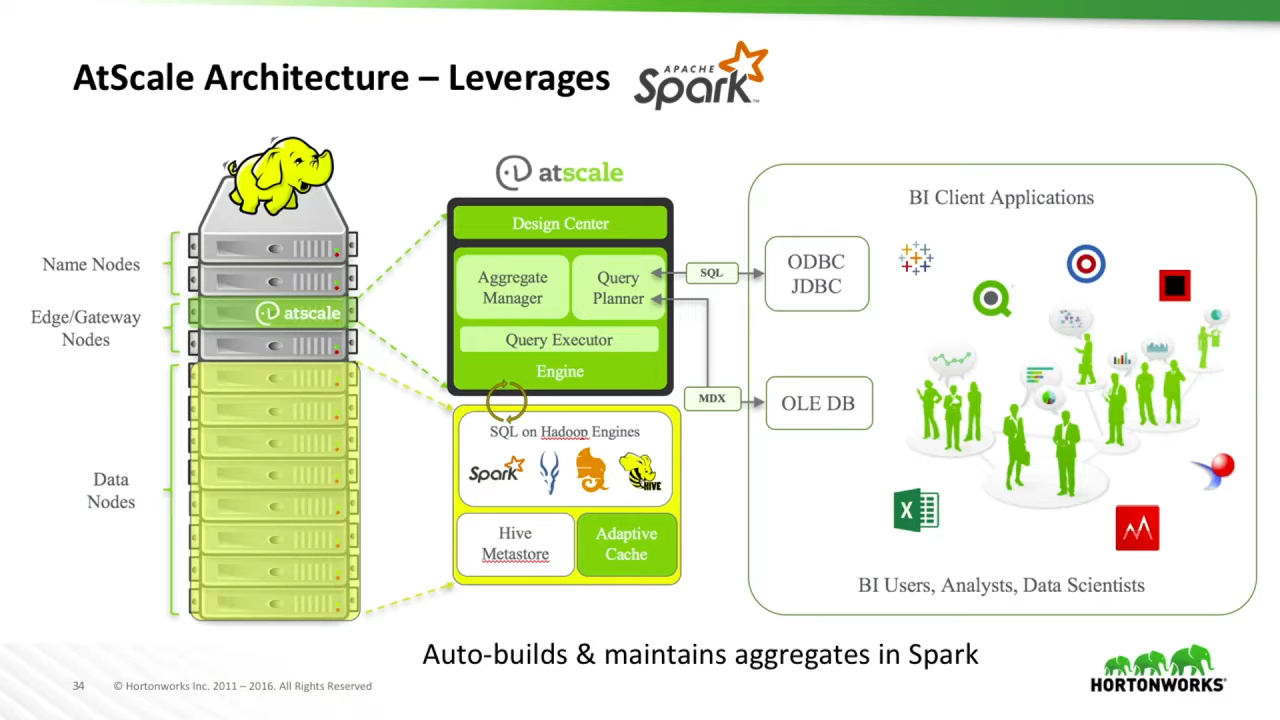 AtScale Architecture – Leverages
APACHE
Spark
Name Nodes
Edge/Gateway
Nodes
Data
Nodes
atscale
atscale
Design Center
Aggregate
Manager
Query
Planner
Query Executor
Engine
SQL on Hadoop Engines
Spark
HIVE
Hive
Metastore
Adaptive
Cache
SQL
MDX
ODBC
JDBC
OLE DB
BI Client Applications
X
BI Users, Analysts, Data Scientists
Auto-builds & maintains aggregates in Spark
34
© Hortonworks Inc. 2011 – 2016. All Rights Reserved
HORTONWORKS